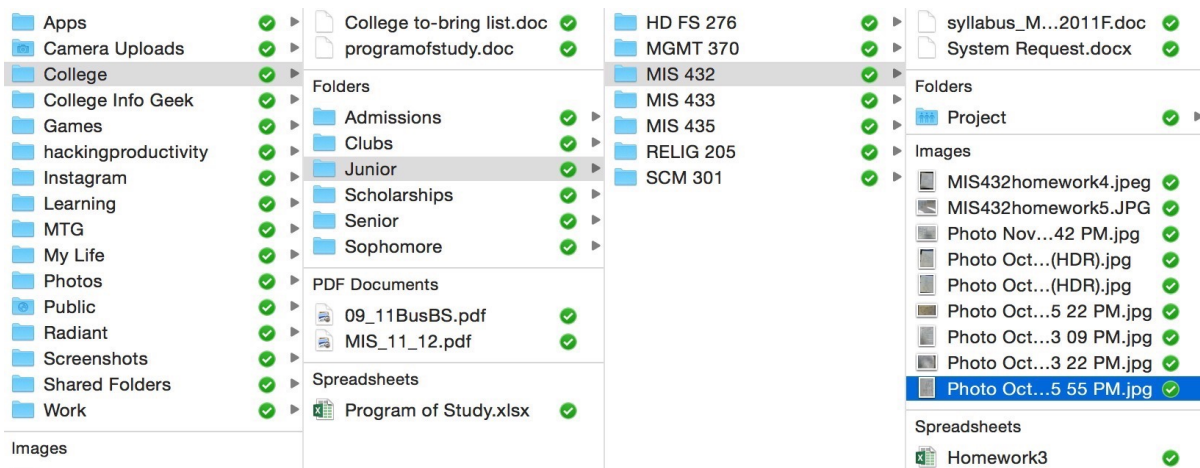 Apps
Camera Uploads
College
College Info Geek
Games
hackingproductivity
Instagram
Learning
MTG
My Life
Photos
Public
Radiant
Screenshots
Shared Folders
Work
Images
College to-bring list.doc
programofstudy.doc
Folders
Admissions
Clubs
Junior
Scholarships
Senior
Sophomore
PDF Documents
09_11BusBS.pdf
MIS_11_12.pdf
Spreadsheets
Program of Study.xlsx
HD FS 276
MGMT 370
MIS 432
MIS 433
MIS 435
RELIG 205
SCM 301
syllabus_M...2011F.doc
System Request.docx
Folders
Project
Images
MIS432homework4.jpeg
MIS432homework5.JPG
Photo Nov...42 PM.jpg
Photo Oct...(HDR).jpg
Photo Oct...(HDR).jpg
Photo Oct...5 22 PM.jpg
Photo Oct...3 09 PM.jpg
Photo Oct...3 22 PM.jpg
Photo Oct...5 55 PM.jpg
Spreadsheets
Homework3